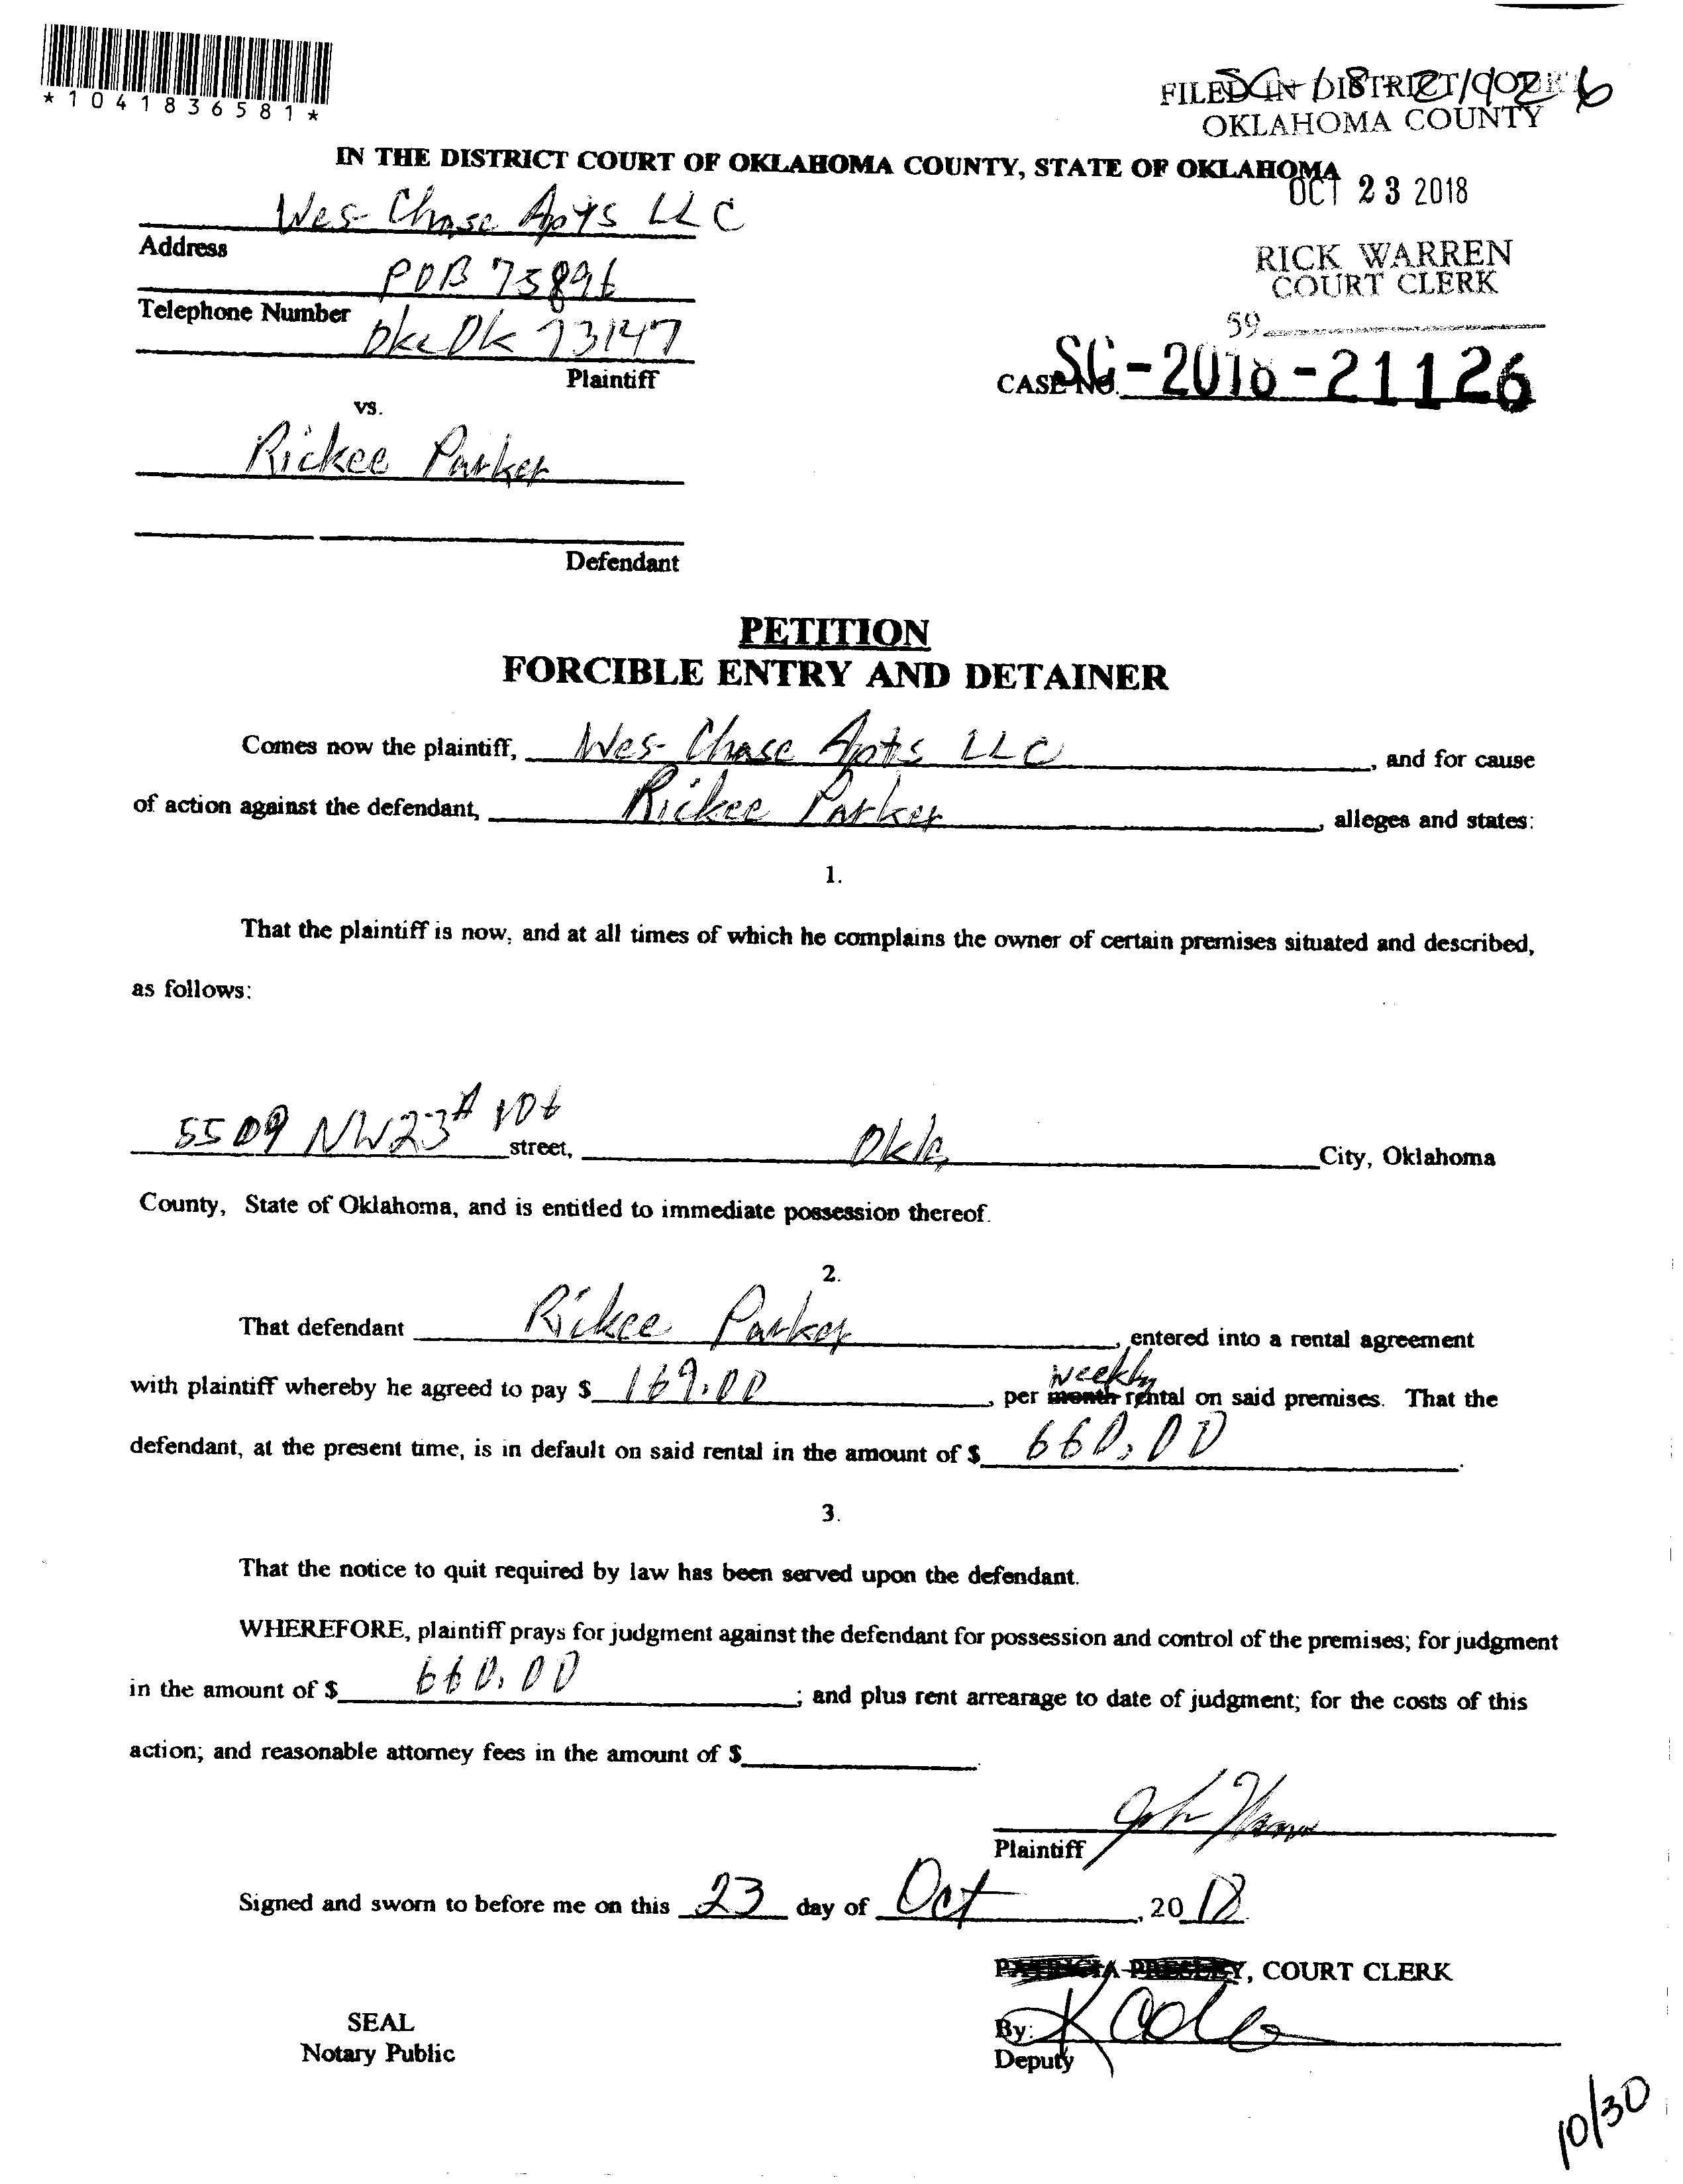 *1041836581*
SC-18-21126
FILED IN DISTRICT COURT
OKLAHOMA COUNTY
IN THE DISTRICT COURT OF OKLAHOMA COUNTY, STATE OF OKLAHOMA
OCT 23 2018
Wes-Chase Apts LLC
Address
RICK WARREN
COURT CLERK
POB 75896
Telephone Number
59
Okc Ok 73147
Plaintiff
CASE NO. SC-2018-21126
vs.
Rickee Parker
Defendant
PETITION
FORCIBLE ENTRY AND DETAINER
Comes now the plaintiff, Wes-Chase Apts LLC, and for cause
of action against the defendant, Rickee Parker, alleges and states:
1.
That the plaintiff is now, and at all times of which he complains the owner of certain premises situated and described,
as follows:
5509 NW 23 # 106 street, Okla City, Oklahoma
County, State of Oklahoma, and is entitled to immediate possession thereof.
2.
That defendant Rickee Parker, entered into a rental agreement
with plaintiff whereby he agreed to pay $ 169.00, per month weekly rental on said premises. That the
defendant, at the present time, is in default on said rental in the amount of $ 660.00.
3.
That the notice to quit required by law has been served upon the defendant.
WHEREFORE, plaintiff prays for judgment against the defendant for possession and control of the premises; for judgment
in the amount of $ 660.00; and plus rent arrearage to date of judgment; for the costs of this
action; and reasonable attorney fees in the amount of $
Plaintiff
Signed and sworn to before me on this 23 day of Oct, 2018.
PATRICIA PRESLEY, COURT CLERK
SEAL
Notary Public
By:
Deputy
10/30